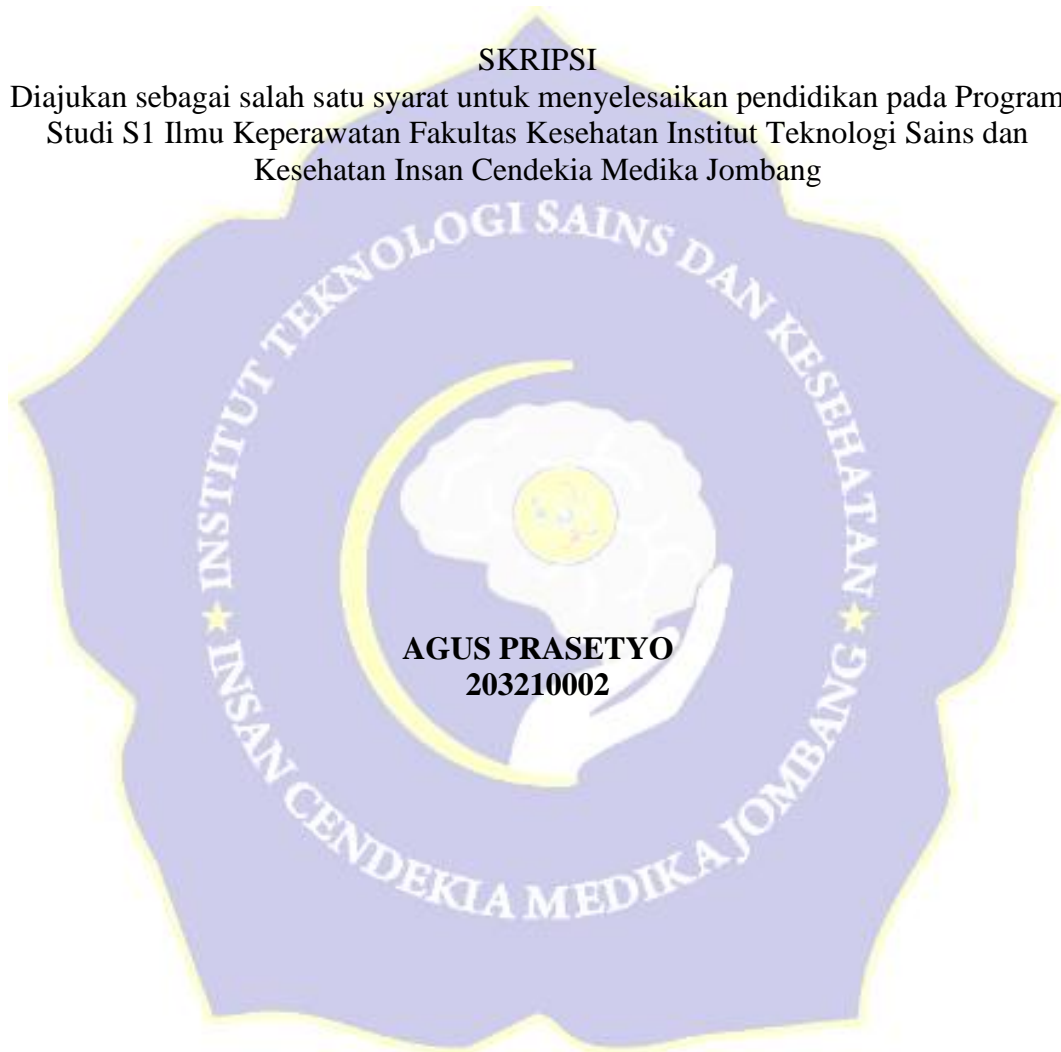 SKRIPSI
Diajukan sebagai salah satu syarat untuk menyelesaikan pendidikan pada Program
Studi S1 Ilmu Keperawatan Fakultas Kesehatan Institut Teknologi Sains dan
Kesehatan Insan Cendekia Medika Jombang
INSTITUT TEKNOLOGI SAINS DAN KESEHATAN
INSAN CENDEKIA MEDIKA JOMBANG
AGUS PRASETYO
203210002